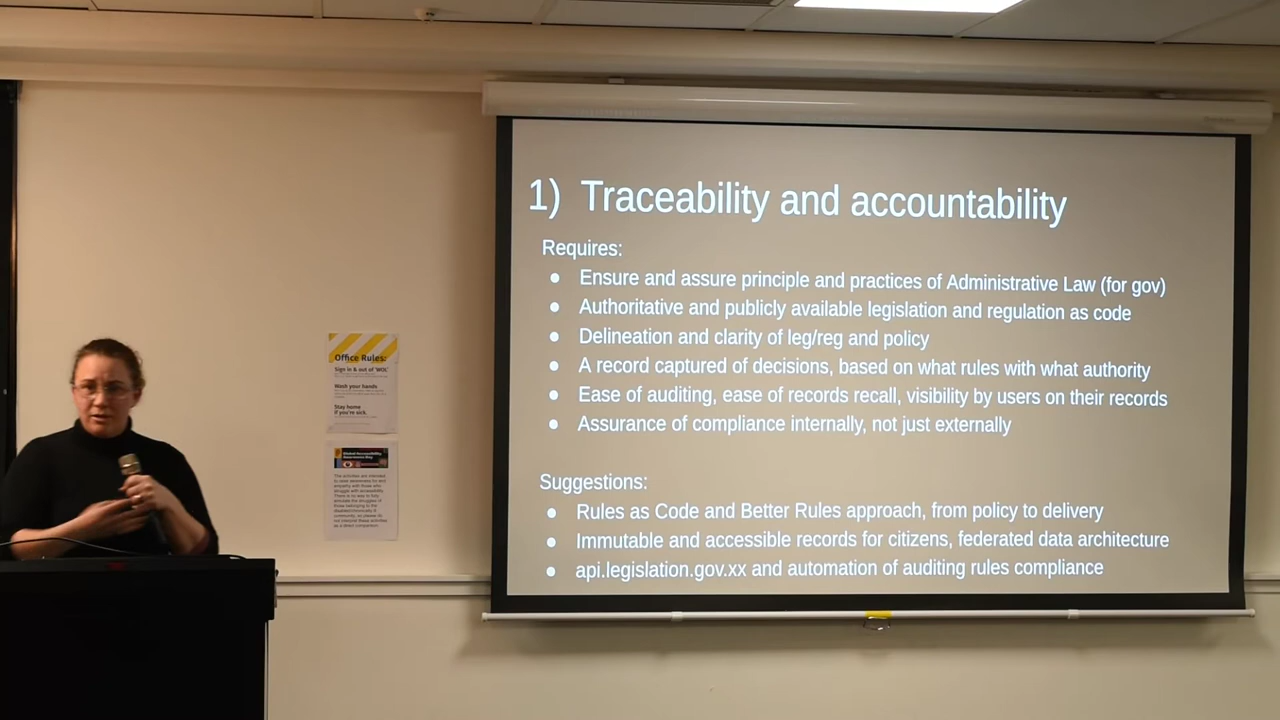 1) Traceability and accountability
Requires:
● Ensure and assure principle and practices of Administrative Law (for gov)
● Authoritative and publicly available legislation and regulation as code
● Delineation and clarity of leg/reg and policy
● A record captured of decisions, based on what rules with what authority
● Ease of auditing, ease of records recall, visibility by users on their records
● Assurance of compliance internally, not just externally
Suggestions:
● Rules as Code and Better Rules approach, from policy to delivery
● Immutable and accessible records for citizens, federated data architecture
● api.legislation.gov.xx and automation of auditing rules compliance
Office Rules:
Sign in & out of 'WOL'
Wash your hands
Stay home
if you're sick.
Global Accessibility
Awareness Day